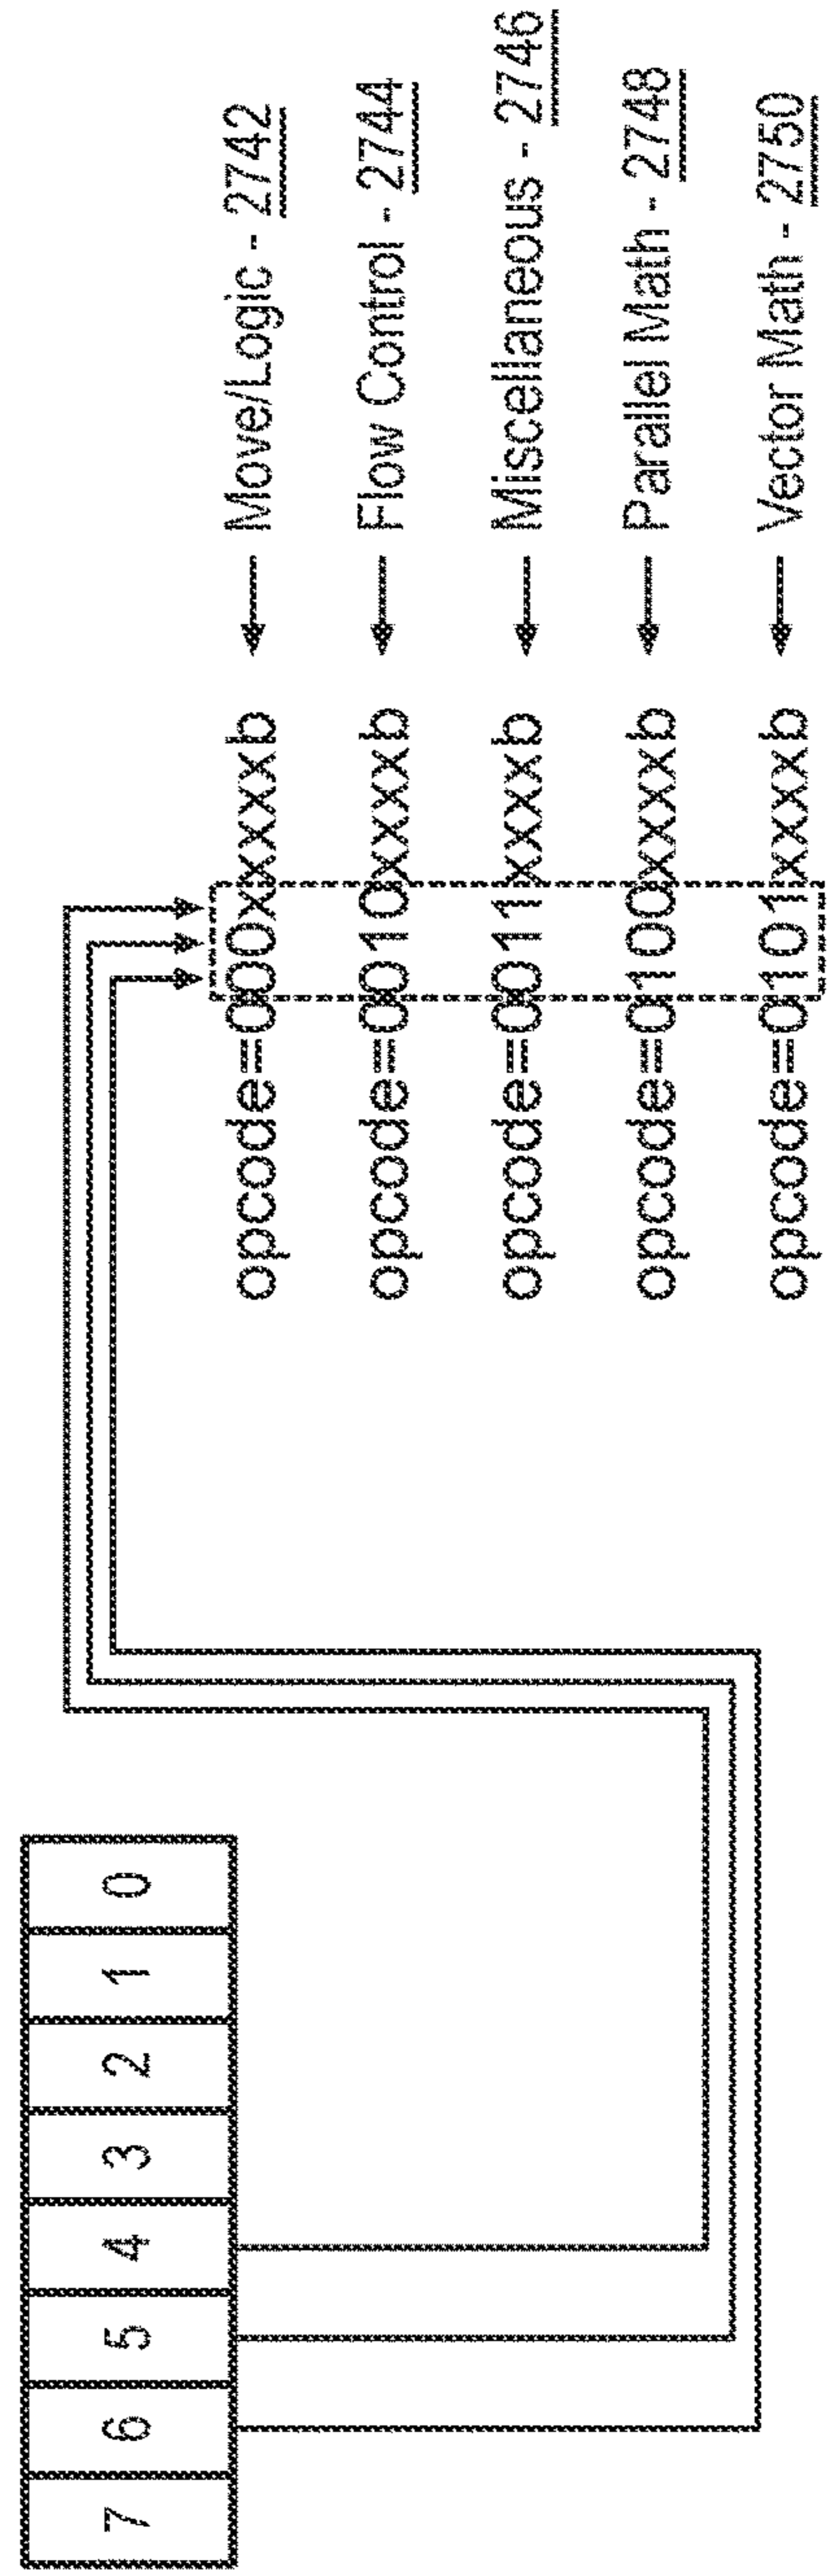 7 6 5 4 3 2 1 0
opcode=000xxxxxb ← Move/Logic - 2742
opcode=0010xxxxb ← Flow Control - 2744
opcode=0011xxxxb ← Miscellaneous - 2746
opcode=0100xxxxb ← Parallel Math - 2748
opcode=0101xxxxb ← Vector Math - 2750